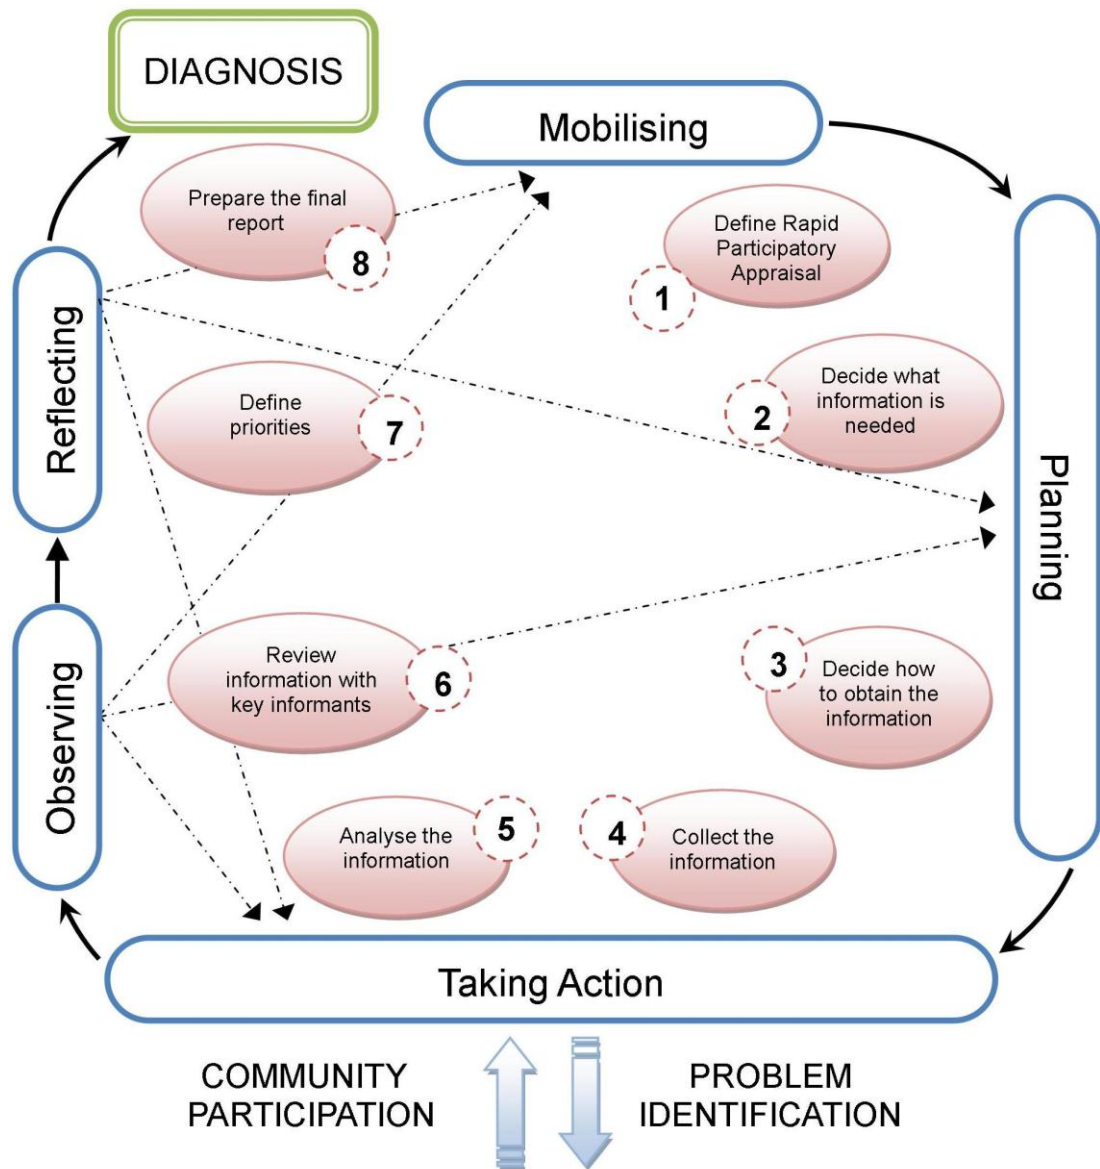 DIAGNOSIS
Mobilising
Prepare the final
report
8
Define Rapid
Participatory
Appraisal
1
Reflecting
Define
priorities
7
Decide what
information is
needed
2
Planning
Observing
Review
information with
key informants
6
Decide how
to obtain the
information
3
Analyse the
information
5
Collect the
information
4
Taking Action
COMMUNITY
PARTICIPATION
PROBLEM
IDENTIFICATION